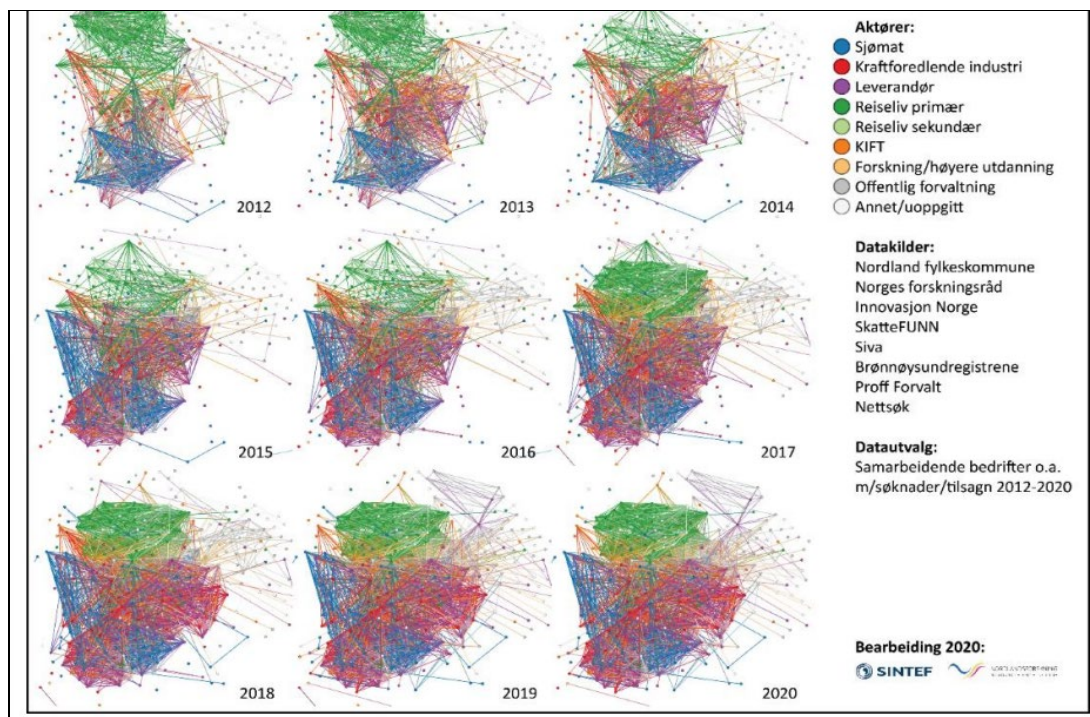 2012
2013
2014
2015
2016
2017
2018
2019
2020
Aktører:
Sjømat
Kraftforedlende industri
Leverandør
Reiseliv primær
Reiseliv sekundær
KIFT
Forskning/høyere utdanning
Offentlig forvaltning
Annet/uoppgitt
Datakilder:
Nordland fylkeskommune
Norges forskningsråd
Innovasjon Norge
SkatteFUNN
Siva
Brønnøysundregistrene
Proff Forvalt
Nettsøk
Datautvalg:
Samarbeidende bedrifter o.a.
m/søknader/tilsagn 2012-2020
Bearbeiding 2020:
SINTEF
NORDLANDSFORSKNING